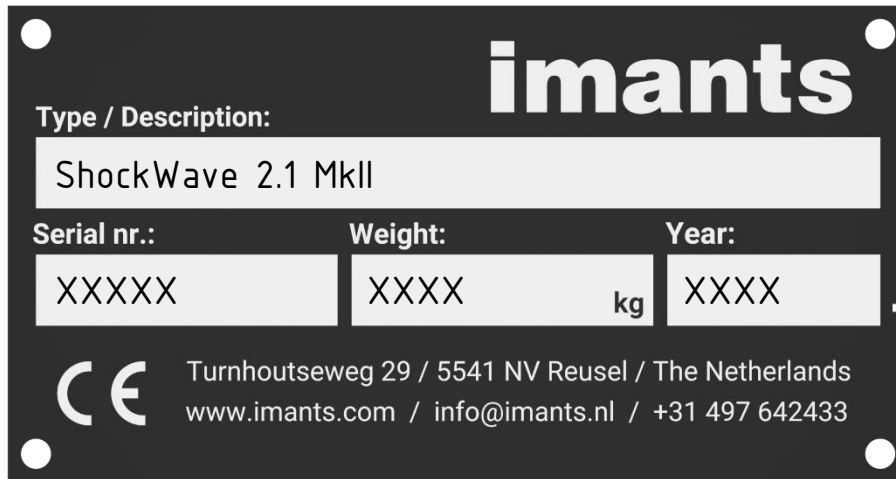 imants
Type / Description:
ShockWave 2.1 MkII
Serial nr.: Weight: Year:
XXXXX XXXX kg XXXX
CE Turnhoutseweg 29 / 5541 NV Reusel / The Netherlands
www.imants.com / info@imants.nl / +31 497 642433